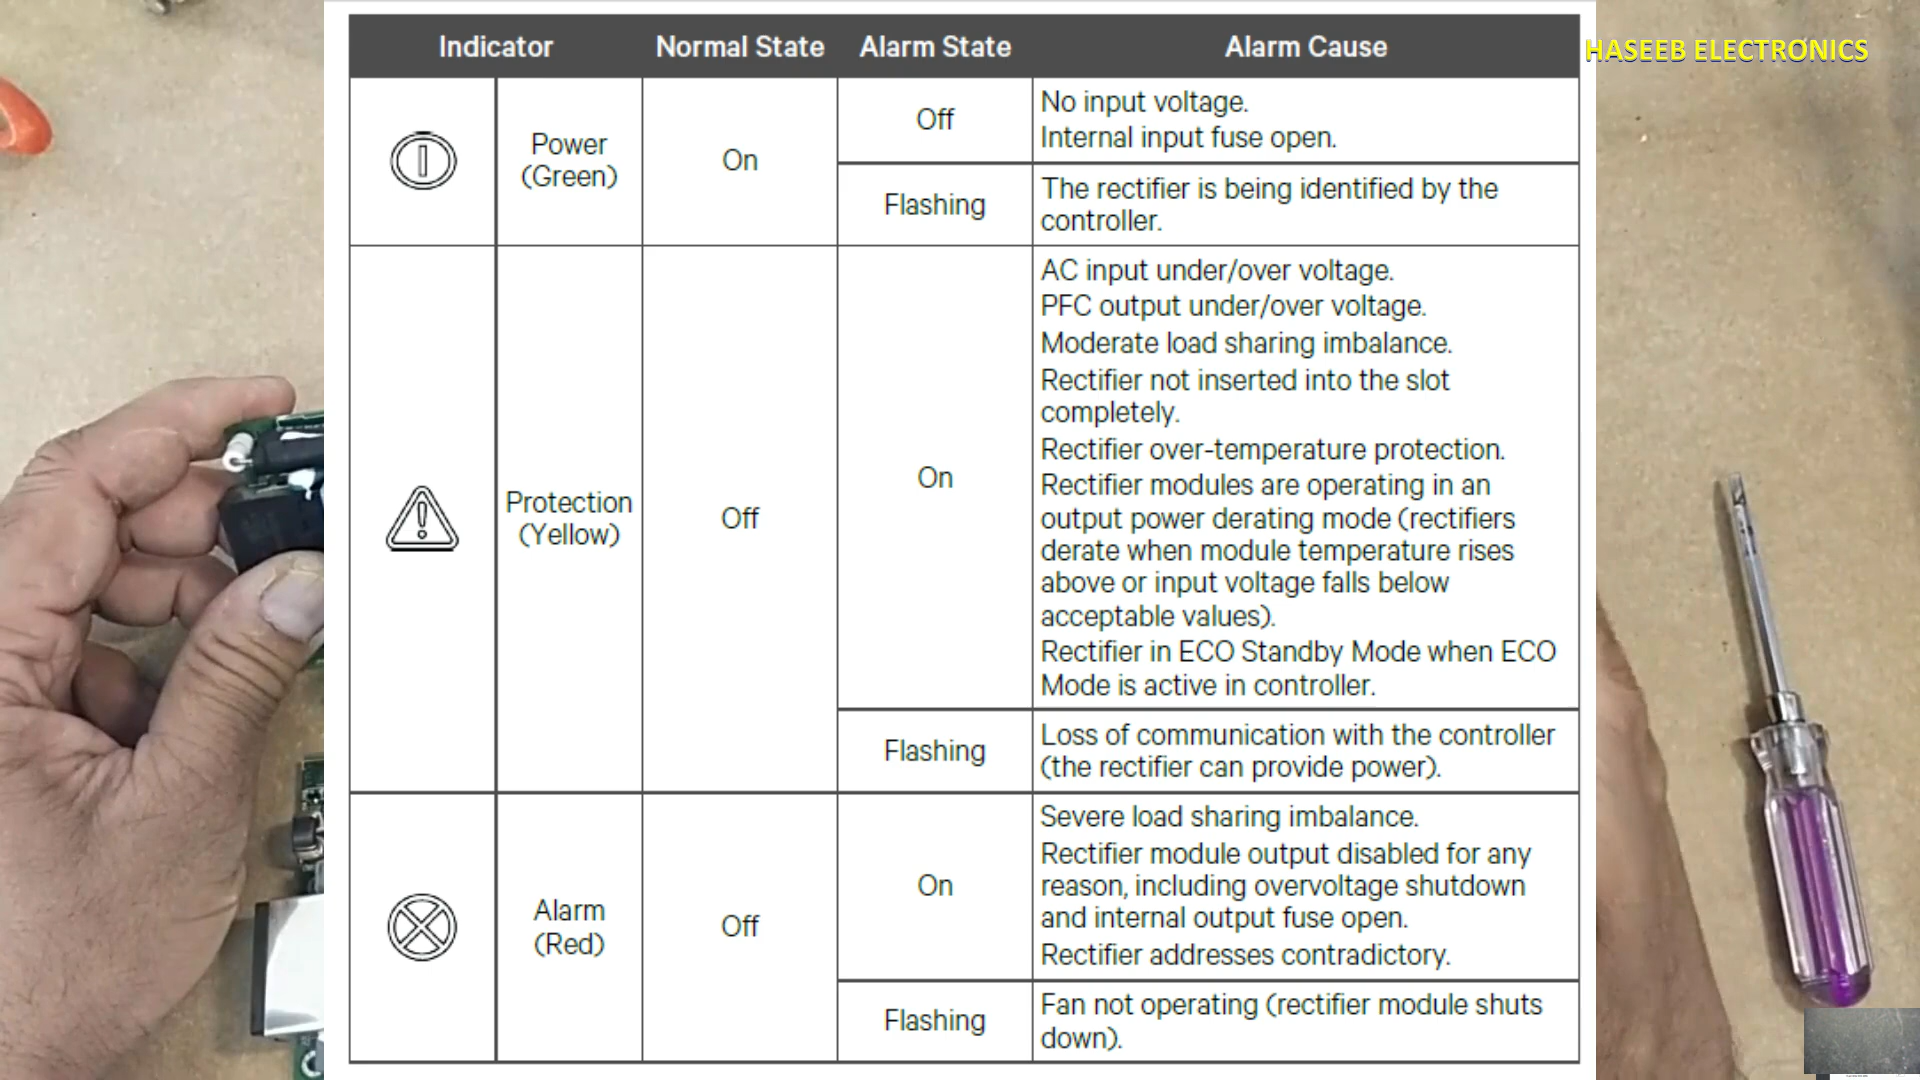 Indicator Normal State Alarm State Alarm Cause
HASEEB ELECTRONICS
Power
(Green)
On
Off
No input voltage.
Internal input fuse open.
Flashing
The rectifier is being identified by the
controller.
Protection
(Yellow)
Off
On
AC input under/over voltage.
PFC output under/over voltage.
Moderate load sharing imbalance.
Rectifier not inserted into the slot
completely.
Rectifier over-temperature protection.
Rectifier modules are operating in an
output power derating mode (rectifiers
derate when module temperature rises
above or input voltage falls below
acceptable values).
Rectifier in ECO Standby Mode when ECO
Mode is active in controller.
Flashing
Loss of communication with the controller
(the rectifier can provide power).
Alarm
(Red)
Off
On
Severe load sharing imbalance.
Rectifier module output disabled for any
reason, including overvoltage shutdown
and internal output fuse open.
Rectifier addresses contradictory.
Flashing
Fan not operating (rectifier module shuts
down).